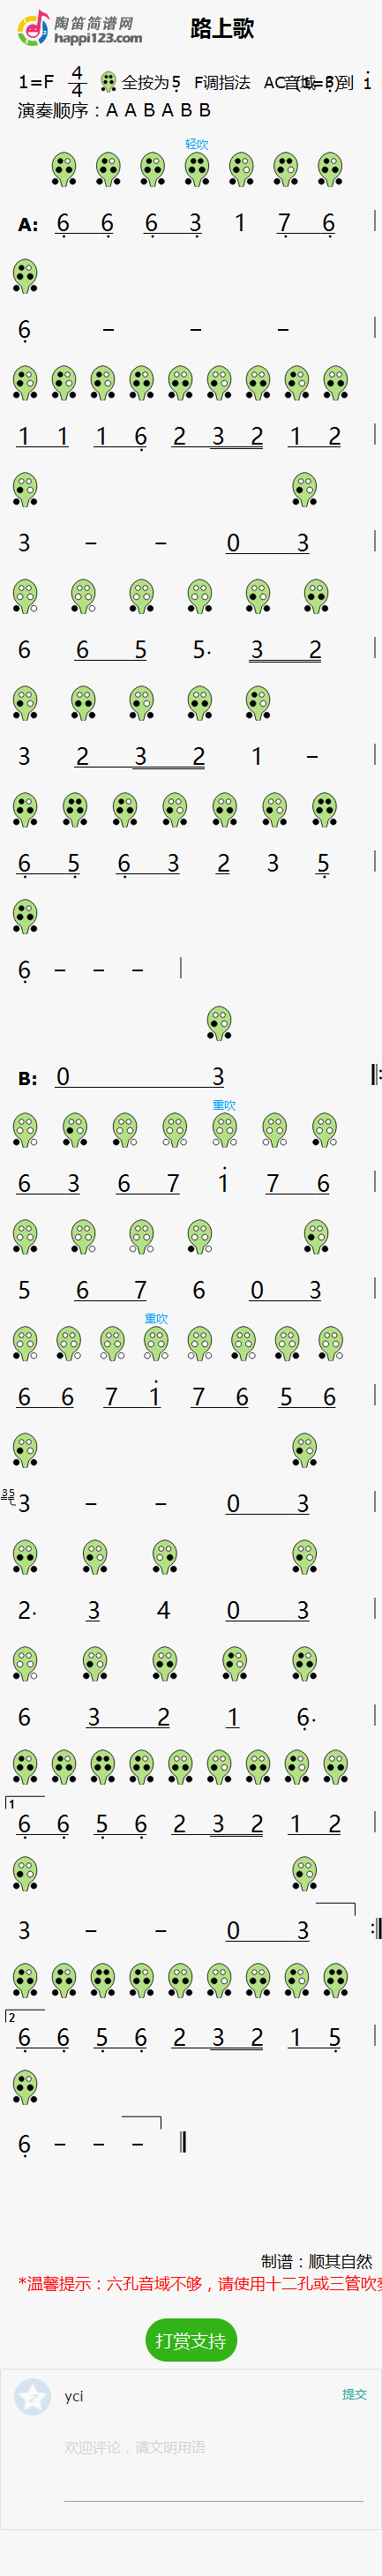 陶笛简谱网
happi123.com
路上歌
1=F 4/4 全按为5̣ F调指法 AC音域 (1=3̣)到 1̇
演奏顺序：A A B A B B
轻吹
A: 6̣ 6̣ 6̣ 3̣ 1 7̣ 6̣ |
6̣ – – – |
1 1 1 6̣ 2 3 2 1 2 |
3 – – 0 3 |
6 6 5 5· 3 2 |
3 2 3 2 1 – |
6̣ 5̣ 6̣ 3 2 3 5̣ |
6̣ – – – |
B: 0 3 ‖:
重吹
6 3 6 7 1̇ 7 6 |
5 6 7 6 0 3 |
重吹
6 6 7 1̇ 7 6 5 6 |
35 3 – – 0 3 |
2· 3 4 0 3 |
6 3 2 1 6̣· |
1
6̣ 6̣ 5̣ 6̣ 2 3 2 1 2 |
3 – – 0 3 :‖
2
6̣ 6̣ 5̣ 6̣ 2 3 2 1 5̣ |
6̣ – – – ‖
制谱：顺其自然
*温馨提示：六孔音域不够，请使用十二孔或三管吹奏
打赏支持
yci 提交
欢迎评论，请文明用语